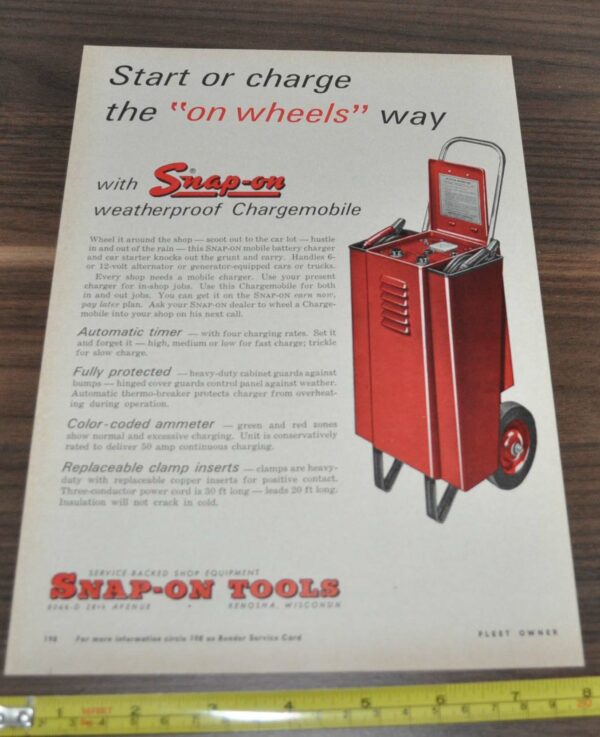 Start or charge
the "on wheels" way
with Snap-on®
weatherproof Chargemobile
Wheel it around the shop — scoot out to the car lot — hustle
in and out of the rain — this SNAP-ON mobile battery charger
and car starter knocks out the grunt and carry. Handles 6-
or 12-volt alternator or generator-equipped cars or trucks.
Every shop needs a mobile charger. Use your present
charger for in-shop jobs. Use this Chargemobile for both
in and out jobs. You can get it on the SNAP-ON earn now,
pay later plan. Ask your SNAP-ON dealer to wheel a Charge-
mobile into your shop on his next call.
Automatic timer — with four charging rates. Set it
and forget it — high, medium or low for fast charge; trickle
for slow charge.
Fully protected — heavy-duty cabinet guards against
bumps — hinged cover guards control panel against weather.
Automatic thermo-breaker protects charger from overheat-
ing during operation.
Color-coded ammeter — green and red zones
show normal and excessive charging. Unit is conservatively
rated to deliver 50 amp continuous charging.
Replaceable clamp inserts — clamps are heavy-
duty with replaceable copper inserts for positive contact.
Three-conductor power cord is 30 ft long — leads 20 ft long.
Insulation will not crack in cold.
SERVICE-BACKED SHOP EQUIPMENT
SNAP-ON TOOLS
28th AVENUE • KENOSHA, WISCONSIN
198 For more information circle 198 on Reader Service Card
FLEET OWNER
1 2 3 4 5 6 7 8